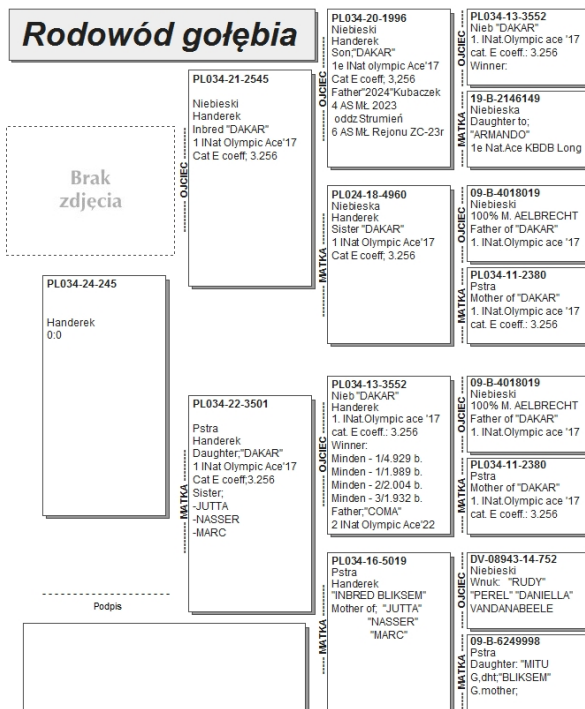 Rodowód gołębia
Brak
zdjęcia
PL034-24-245
Handerek
0:0
Podpis
OJCIEC
PL034-21-2545
Niebieski
Handerek
Inbred "DAKAR"
1 INat Olympic Ace'17
Cat E coeff; 3.256
MATKA
PL034-22-3501
Pstra
Handerek
Daughter;"DAKAR"
1 INat Olympic Ace'17
Cat E coeff;3.256
Sister;
-JUTTA
-NASSER
-MARC
OJCIEC
PL034-20-1996
Niebieski
Handerek
Son;"DAKAR"
1e INat olympic Ace'17
Cat E coeff; 3,256
Father"2024"Kubaczek
4 AS MŁ 2023
oddz.Strumień
6 AS MŁ Rejonu ZC-23r
MATKA
PL024-18-4960
Niebieska
Handerek
Sister "DAKAR"
1 INat Olympic Ace'17
Cat E coeff; 3.256
OJCIEC
PL034-13-3552
Nieb "DAKAR"
Handerek
1. INat.Olympic ace '17
cat. E coeff.: 3.256
Winner:
Minden - 1/4.929 b.
Minden - 1/1.989 b.
Minden - 2/2.004 b.
Minden - 3/1.932 b.
Father;"COMA"
2 INat Olympic Ace'22
MATKA
PL034-16-5019
Pstra
Handerek
"INBRED BLIKSEM"
Mother of; "JUTTA"
"NASSER"
"MARC"
OJCIEC
PL034-13-3552
Nieb "DAKAR"
1. INat.Olympic ace '17
cat. E coeff.: 3.256
Winner:
MATKA
19-B-2146149
Niebieska
Daughter to;
"ARMANDO"
1e Nat.Ace KBDB Long
OJCIEC
09-B-4018019
Niebieski
100% M. AELBRECHT
Father of "DAKAR"
1. INat.Olympic ace '17
MATKA
PL034-11-2380
Pstra
Mother of "DAKAR"
1. INat.Olympic ace '17
cat. E coeff.: 3.256
OJCIEC
09-B-4018019
Niebieski
100% M. AELBRECHT
Father of "DAKAR"
1. INat.Olympic ace '17
MATKA
PL034-11-2380
Pstra
Mother of "DAKAR"
1. INat.Olympic ace '17
cat. E coeff.: 3.256
OJCIEC
DV-08943-14-752
Niebieski
Wnuk: "RUDY"
"PEREL" "DANIELLA"
VANDANABEELE
MATKA
09-B-6249998
Pstra
Daughter: "MITU
G,dht;"BLIKSEM"
G.mother;